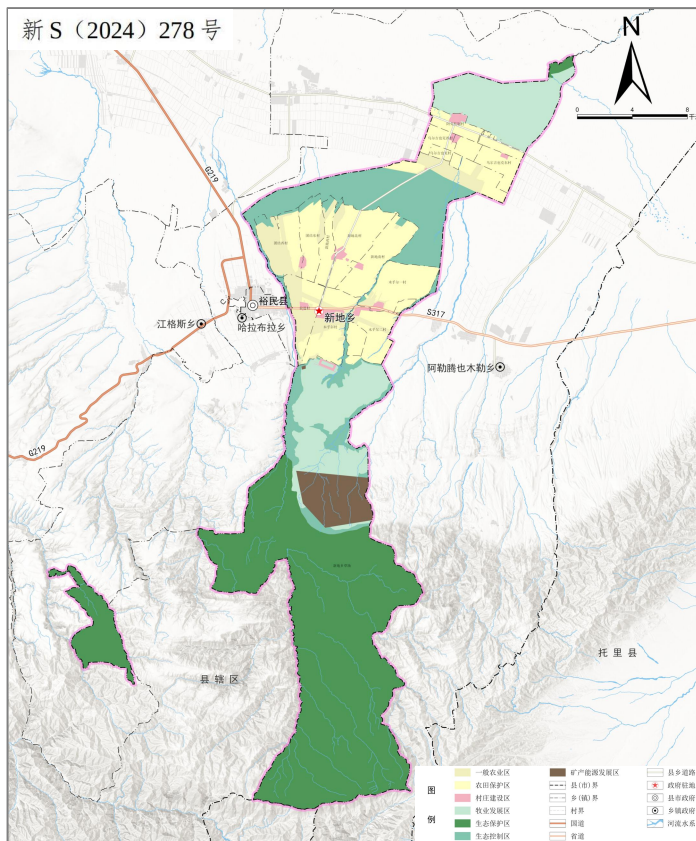 新 S（2024）278 号
N
0 4 8
千米
G219
裕民县
江格斯乡
哈拉布拉乡
新地乡
S317
阿勒腾也木勒乡
G219
托里县
县辖区
图例
一般农业区
农田保护区
村庄建设区
牧业发展区
生态保护区
生态控制区
矿产能源发展区
县(市)界
乡(镇)界
村界
国道
省道
县乡道路
政府驻地
县市政府
乡镇政府
河流水系